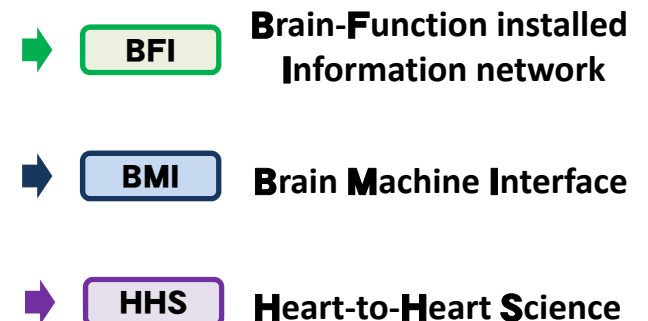 BFI
Brain-Function installed
Information network
BMI
Brain Machine Interface
HHS
Heart-to-Heart Science